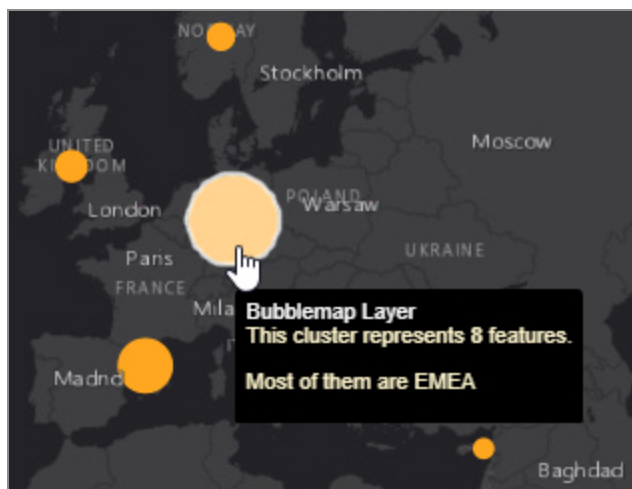 Stockholm
Moscow
UNITED
London
POLAND
Warsaw
UKRAINE
Paris
FRANCE
Bubblemap Layer
This cluster represents 8 features.
Most of them are EMEA
Madrid
Baghdad